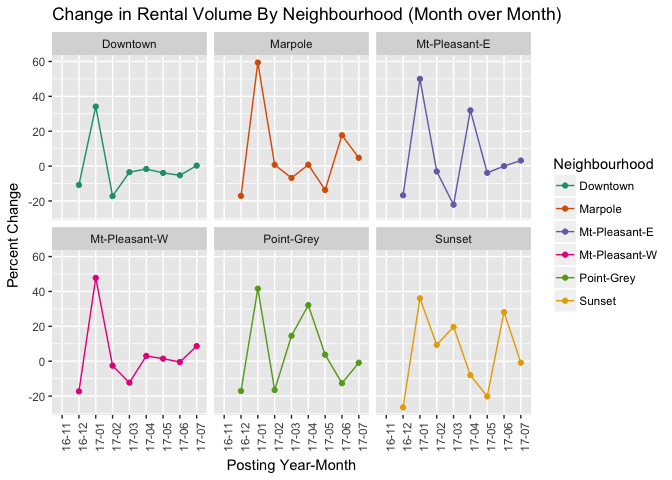 Change in Rental Volume By Neighbourhood (Month over Month)
Downtown Marpole Mt-Pleasant-E
60
40
20
0
-20
Mt-Pleasant-W Point-Grey Sunset
60
40
20
0
-20
Percent Change
16-11 16-12 17-01 17-02 17-03 17-04 17-05 17-06 17-07
16-11 16-12 17-01 17-02 17-03 17-04 17-05 17-06 17-07
16-11 16-12 17-01 17-02 17-03 17-04 17-05 17-06 17-07
Posting Year-Month
Neighbourhood
Downtown
Marpole
Mt-Pleasant-E
Mt-Pleasant-W
Point-Grey
Sunset